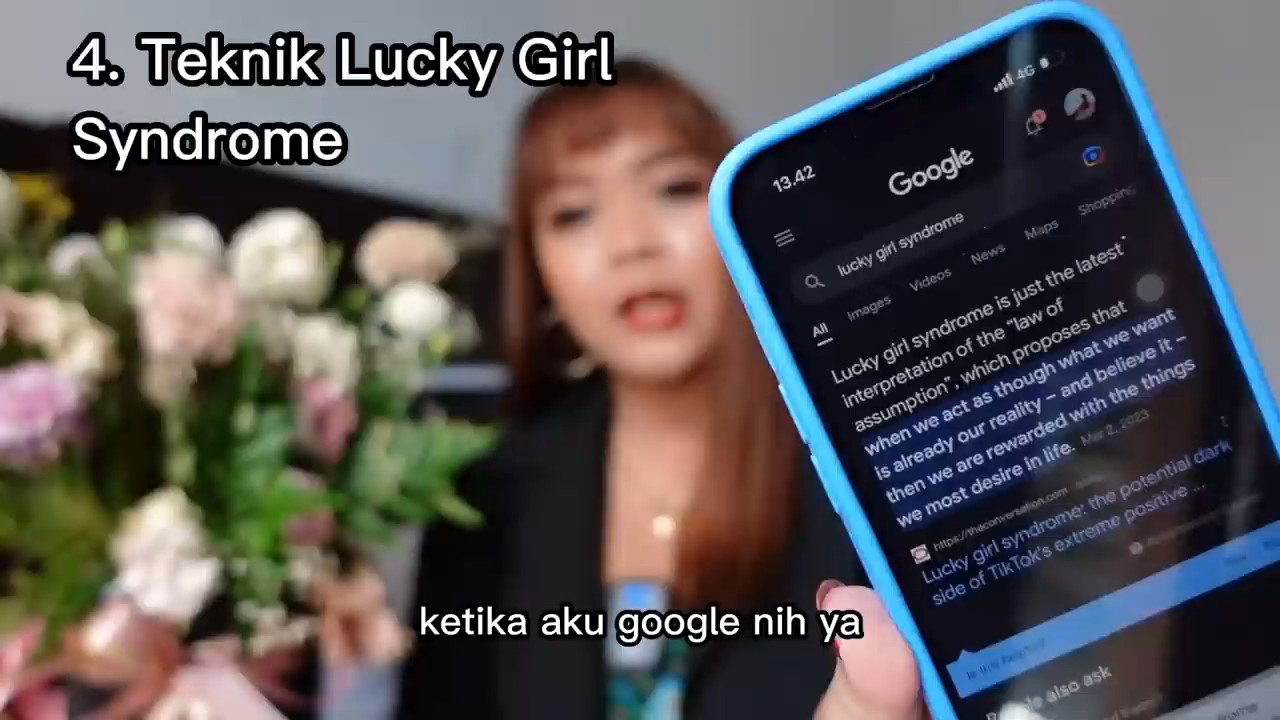 4. Teknik Lucky Girl
Syndrome
4G
13.42
Google
lucky girl syndrome
All Images Videos News Maps Shopping
Lucky girl syndrome is just the latest
interpretation of the “law of
assumption”, which proposes that
when we act as though what we want
is already our reality – and believe it –
then we are rewarded with the things
we most desire in life. Mar 2, 2023
https://theconversation.com
Lucky girl syndrome: the potential dark
side of TikTok's extreme positive ...
also ask
ketika aku google nih ya